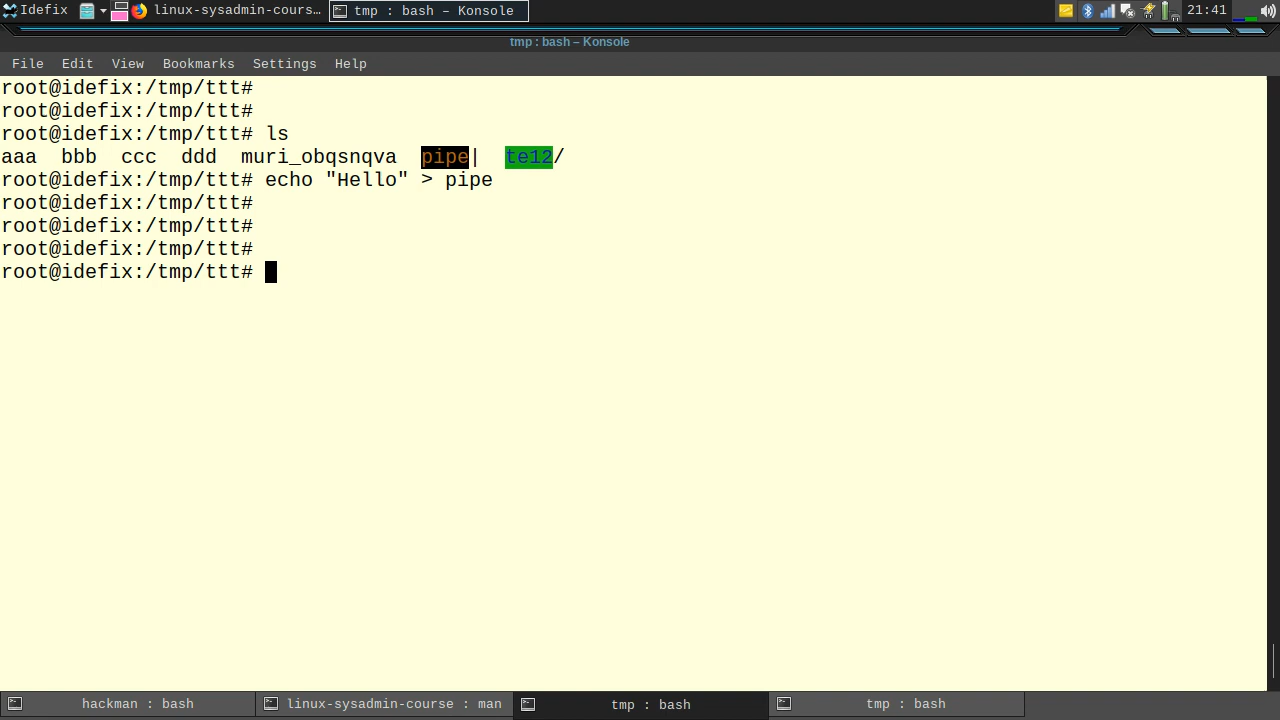 Idefix linux-sysadmin-cours… tmp : bash – Konsole 21:41
tmp : bash – Konsole
File Edit View Bookmarks Settings Help
root@idefix:/tmp/ttt#
root@idefix:/tmp/ttt#
root@idefix:/tmp/ttt# ls
aaa bbb ccc ddd muri_obqsnqva pipe| te12/
root@idefix:/tmp/ttt# echo "Hello" > pipe
root@idefix:/tmp/ttt#
root@idefix:/tmp/ttt#
root@idefix:/tmp/ttt#
root@idefix:/tmp/ttt#
hackman : bash linux-sysadmin-course : man tmp : bash tmp : bash